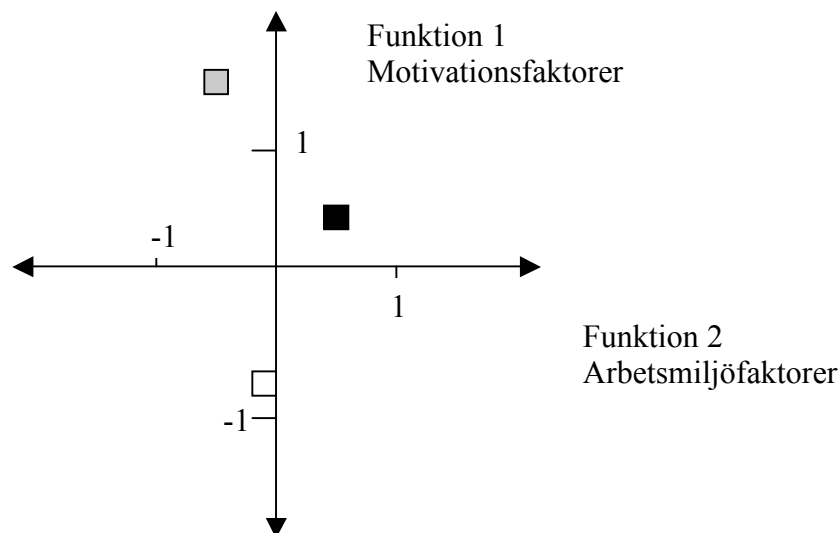 Funktion 1
Motivationsfaktorer
1
-1
1
Funktion 2
Arbetsmiljöfaktorer
-1